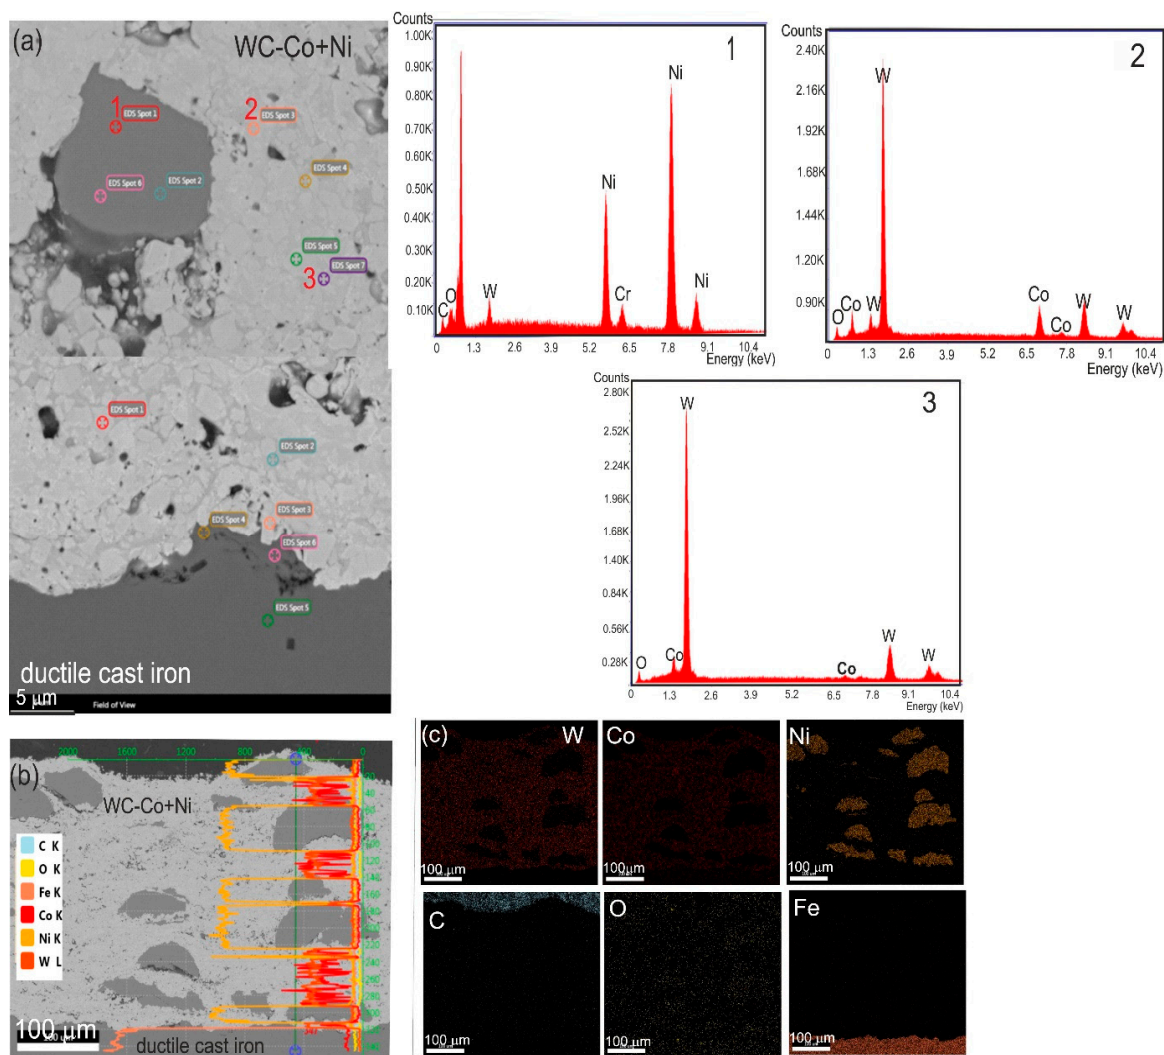 (a)
WC-Co+Ni
1
EDS Spot 1
2
EDS Spot 3
EDS Spot 4
EDS Spot 6
EDS Spot 2
EDS Spot 5
3
EDS Spot 7
EDS Spot 1
EDS Spot 2
EDS Spot 4
EDS Spot 3
EDS Spot 6
EDS Spot 5
ductile cast iron
5 µm
Field of View
Counts
1
1.00K
0.90K
0.80K
0.70K
0.60K
0.50K
0.40K
0.30K
0.20K
0.10K
C
O
W
Ni
Cr
Ni
Ni
0
1.3
2.6
3.9
5.2
6.5
7.8
9.1
10.4
Energy (keV)
Counts
2
2.40K
2.16K
1.92K
1.72K
1.44K
1.20K
0.90K
O
Co
W
W
Co
Co
W
W
0
1.3
2.6
3.9
5.2
6.5
7.8
9.1
10.4
Energy (keV)
Counts
3
2.80K
2.52K
2.24K
1.96K
1.68K
1.40K
0.84K
0.56K
0.28K
O
Co
W
Co
W
W
0
1.3
2.6
3.9
5.2
6.5
7.8
9.1
10.4
Energy (keV)
(b)
2000
1600
1200
800
400
0
WC-Co+Ni
C K
O K
Fe K
Co K
Ni K
W L
100 µm
100 µm
ductile cast iron
(c)
W
100 µm
Co
100 µm
Ni
100 µm
C
100 µm
O
100 µm
Fe
100 µm